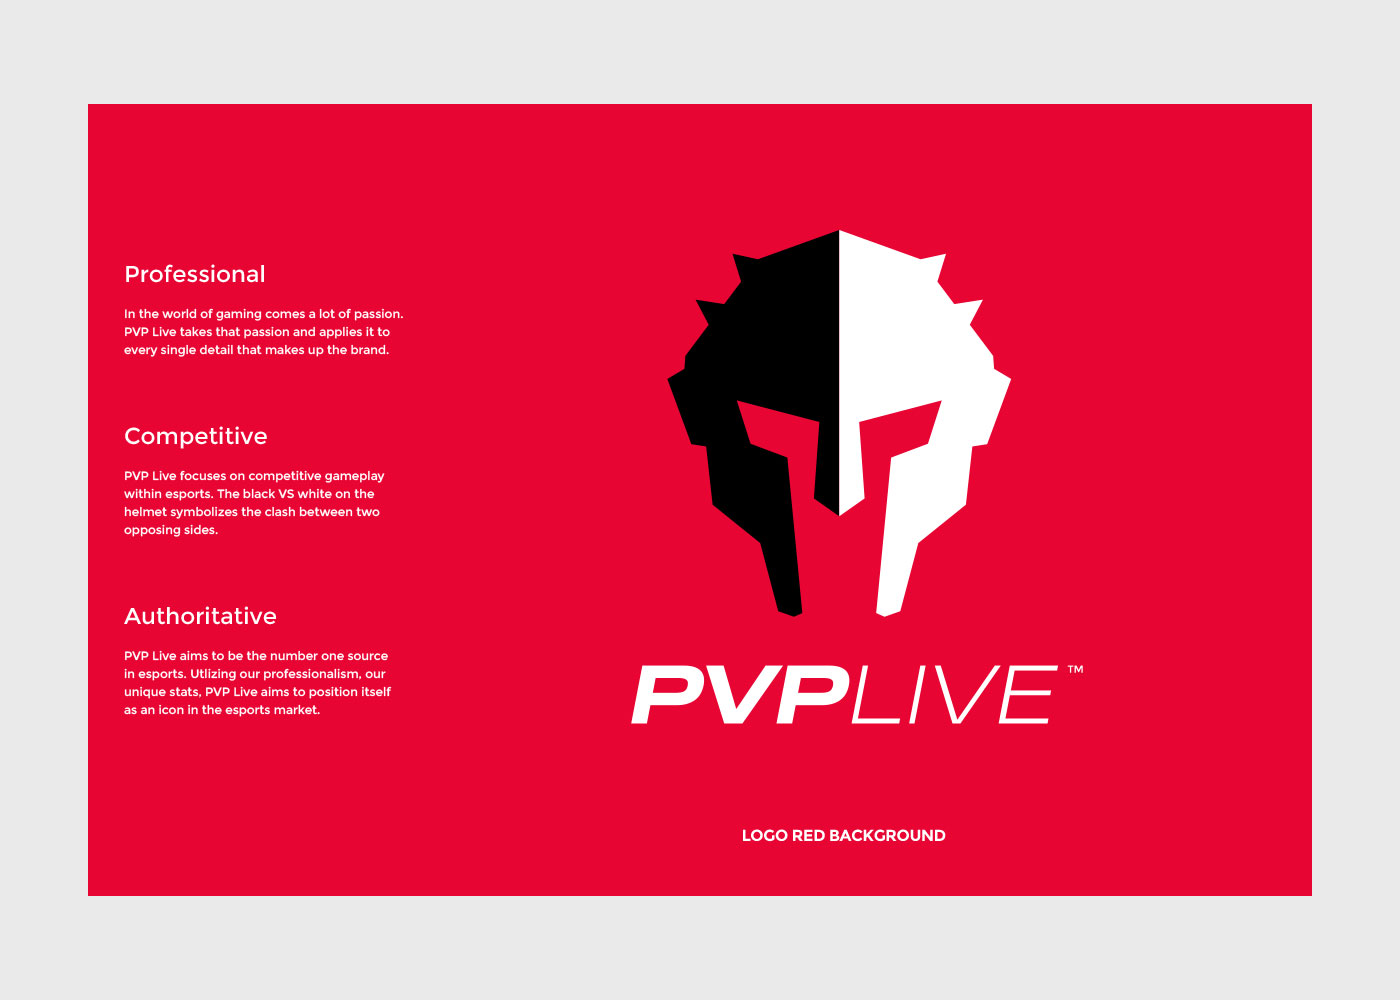 Professional
In the world of gaming comes a lot of passion.
PVP Live takes that passion and applies it to
every single detail that makes up the brand.
Competitive
PVP Live focuses on competitive gameplay
within esports. The black VS white on the
helmet symbolizes the clash between two
opposing sides.
Authoritative
PVP Live aims to be the number one source
in esports. Utlizing our professionalism, our
unique stats, PVP Live aims to position itself
as an icon in the esports market.
PVPLIVE ™
LOGO RED BACKGROUND